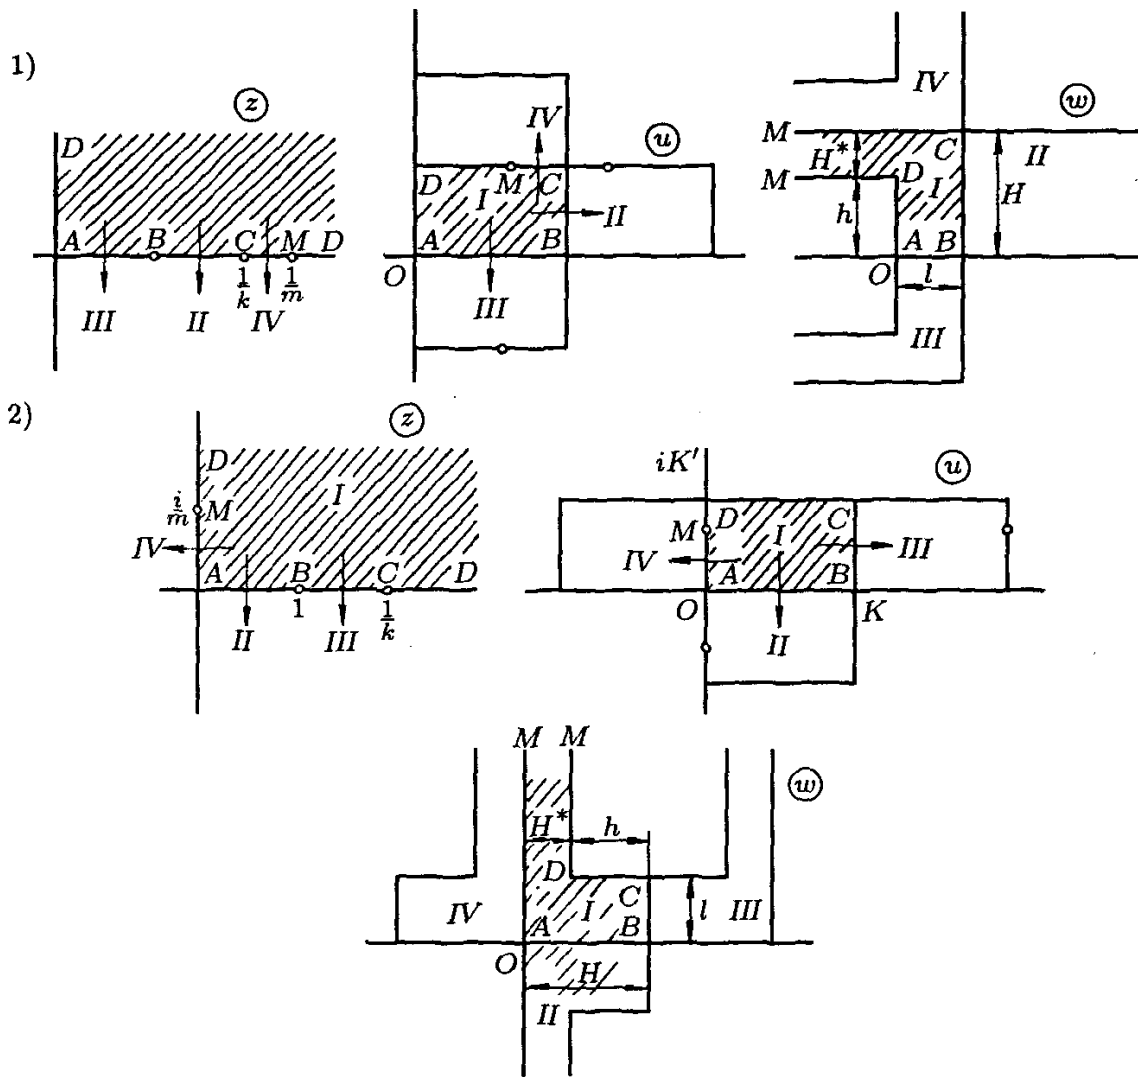 1)
z
D
A B C M D
1/k 1/m
III II IV
u
IV
D M C
I
II
A B
O
III
w
IV
M
H* C II
M D
h I H
A B
O l
III
2)
z
D
i/m M I
IV
A B C D
1 1/k
II III
iK'
u
M D C
I
IV III
A B
O K
II
M M
w
H* h
D
C
IV I l III
A B
O
H
II